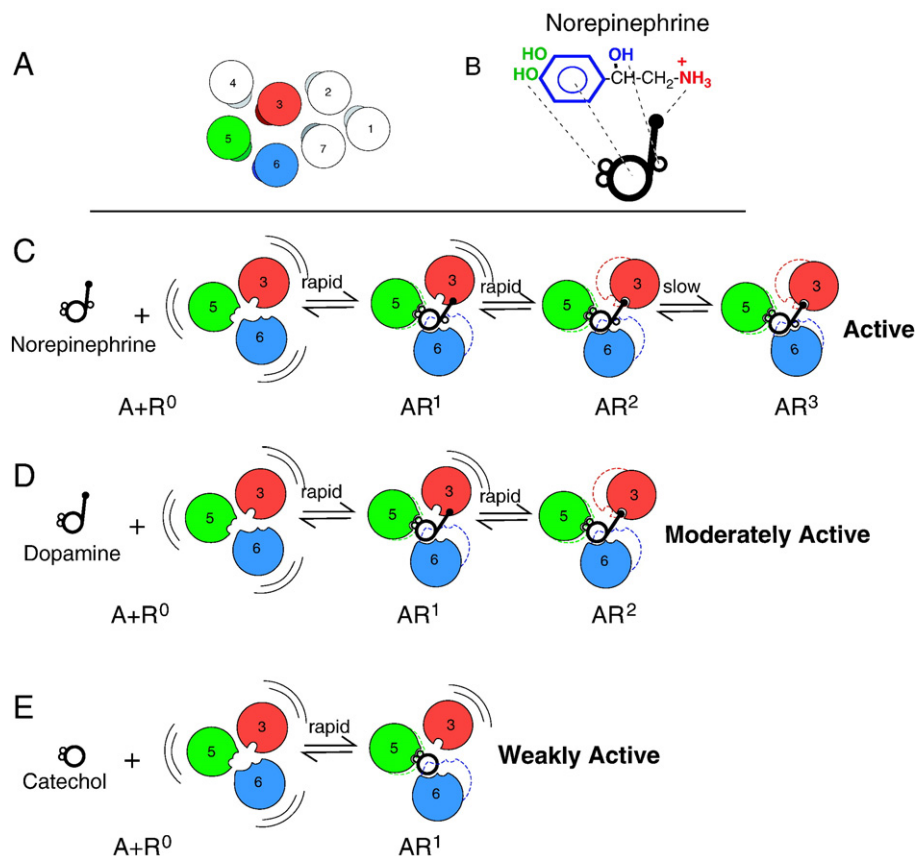 A
4
3
2
1
5
7
6
Norepinephrine
B
HO
HO
OH
CH-CH₂-NH₃
+
C
Norepinephrine
+
5
3
6
rapid
5
3
6
rapid
5
3
6
slow
5
3
6
Active
A+R⁰
AR¹
AR²
AR³
D
Dopamine
+
5
3
6
rapid
5
3
6
rapid
5
3
6
Moderately Active
A+R⁰
AR¹
AR²
E
Catechol
+
5
3
6
rapid
5
3
6
Weakly Active
A+R⁰
AR¹